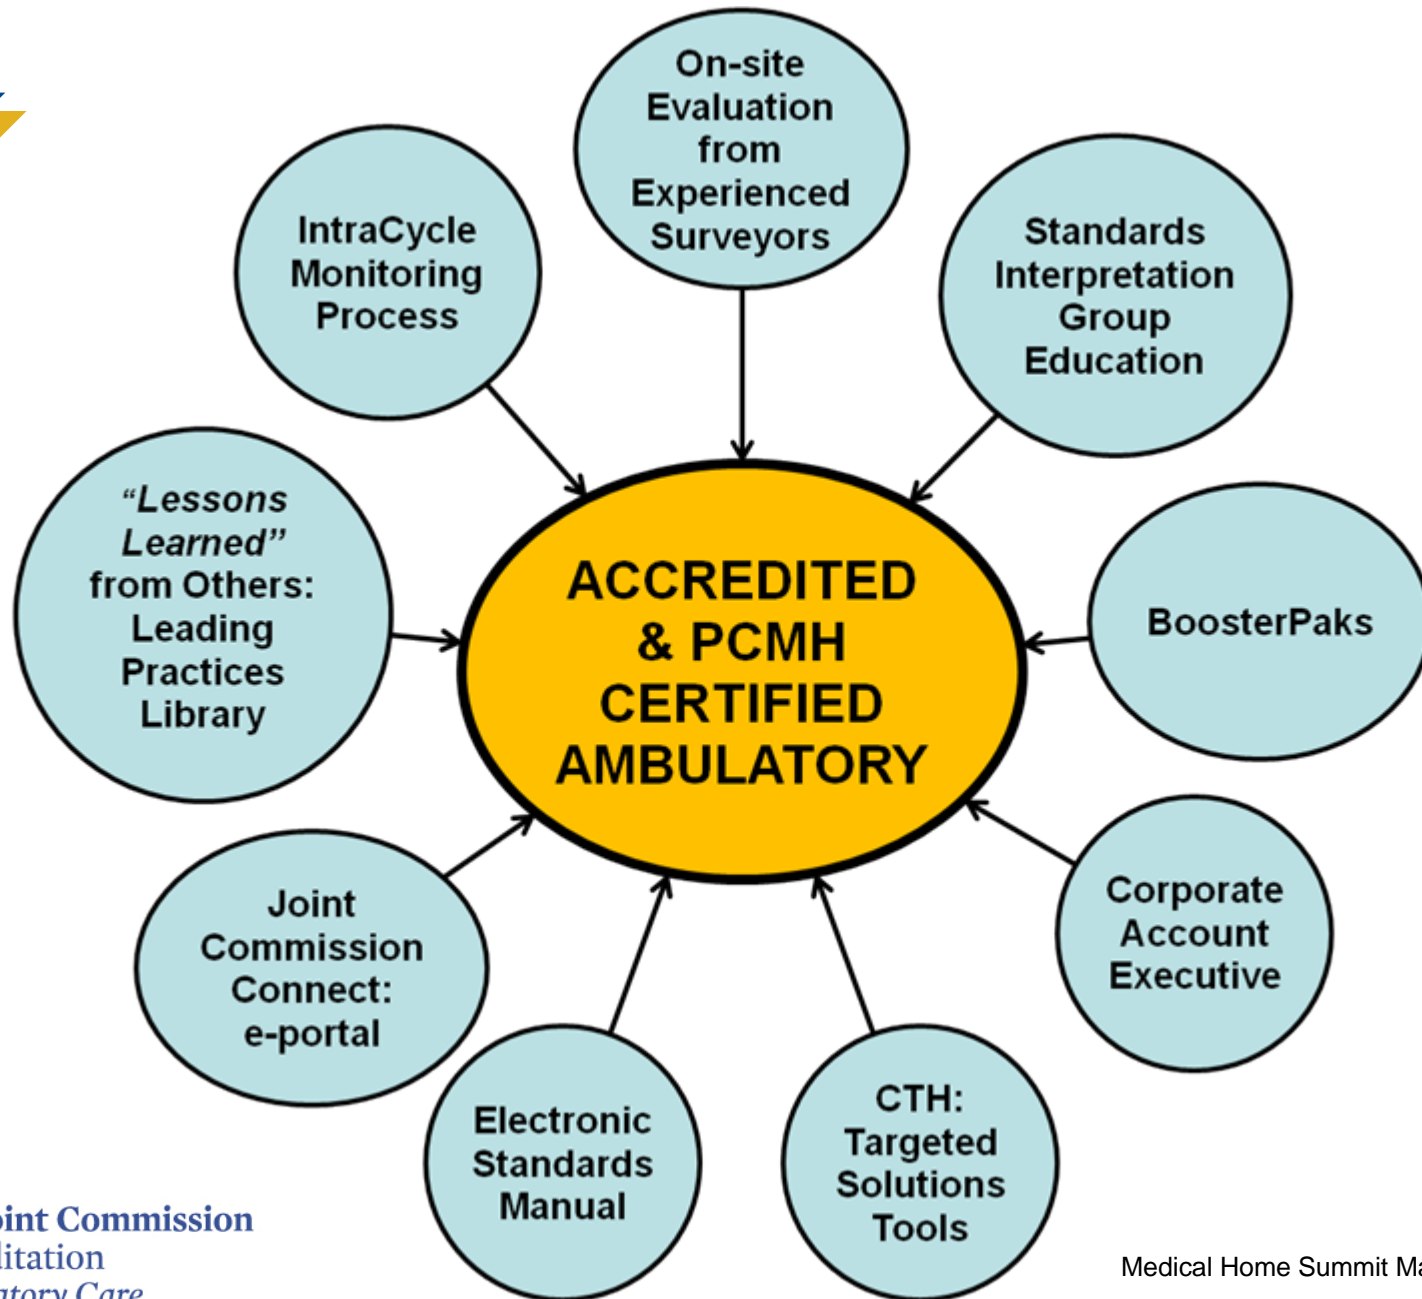 On-site
Evaluation
from
Experienced
Surveyors
IntraCycle
Monitoring
Process
Standards
Interpretation
Group
Education
“Lessons
Learned”
from Others:
Leading
Practices
Library
ACCREDITED
& PCMH
CERTIFIED
AMBULATORY
BoosterPaks
Joint
Commission
Connect:
e-portal
Corporate
Account
Executive
Electronic
Standards
Manual
CTH:
Targeted
Solutions
Tools
Commission
Care
Medical Home Summit